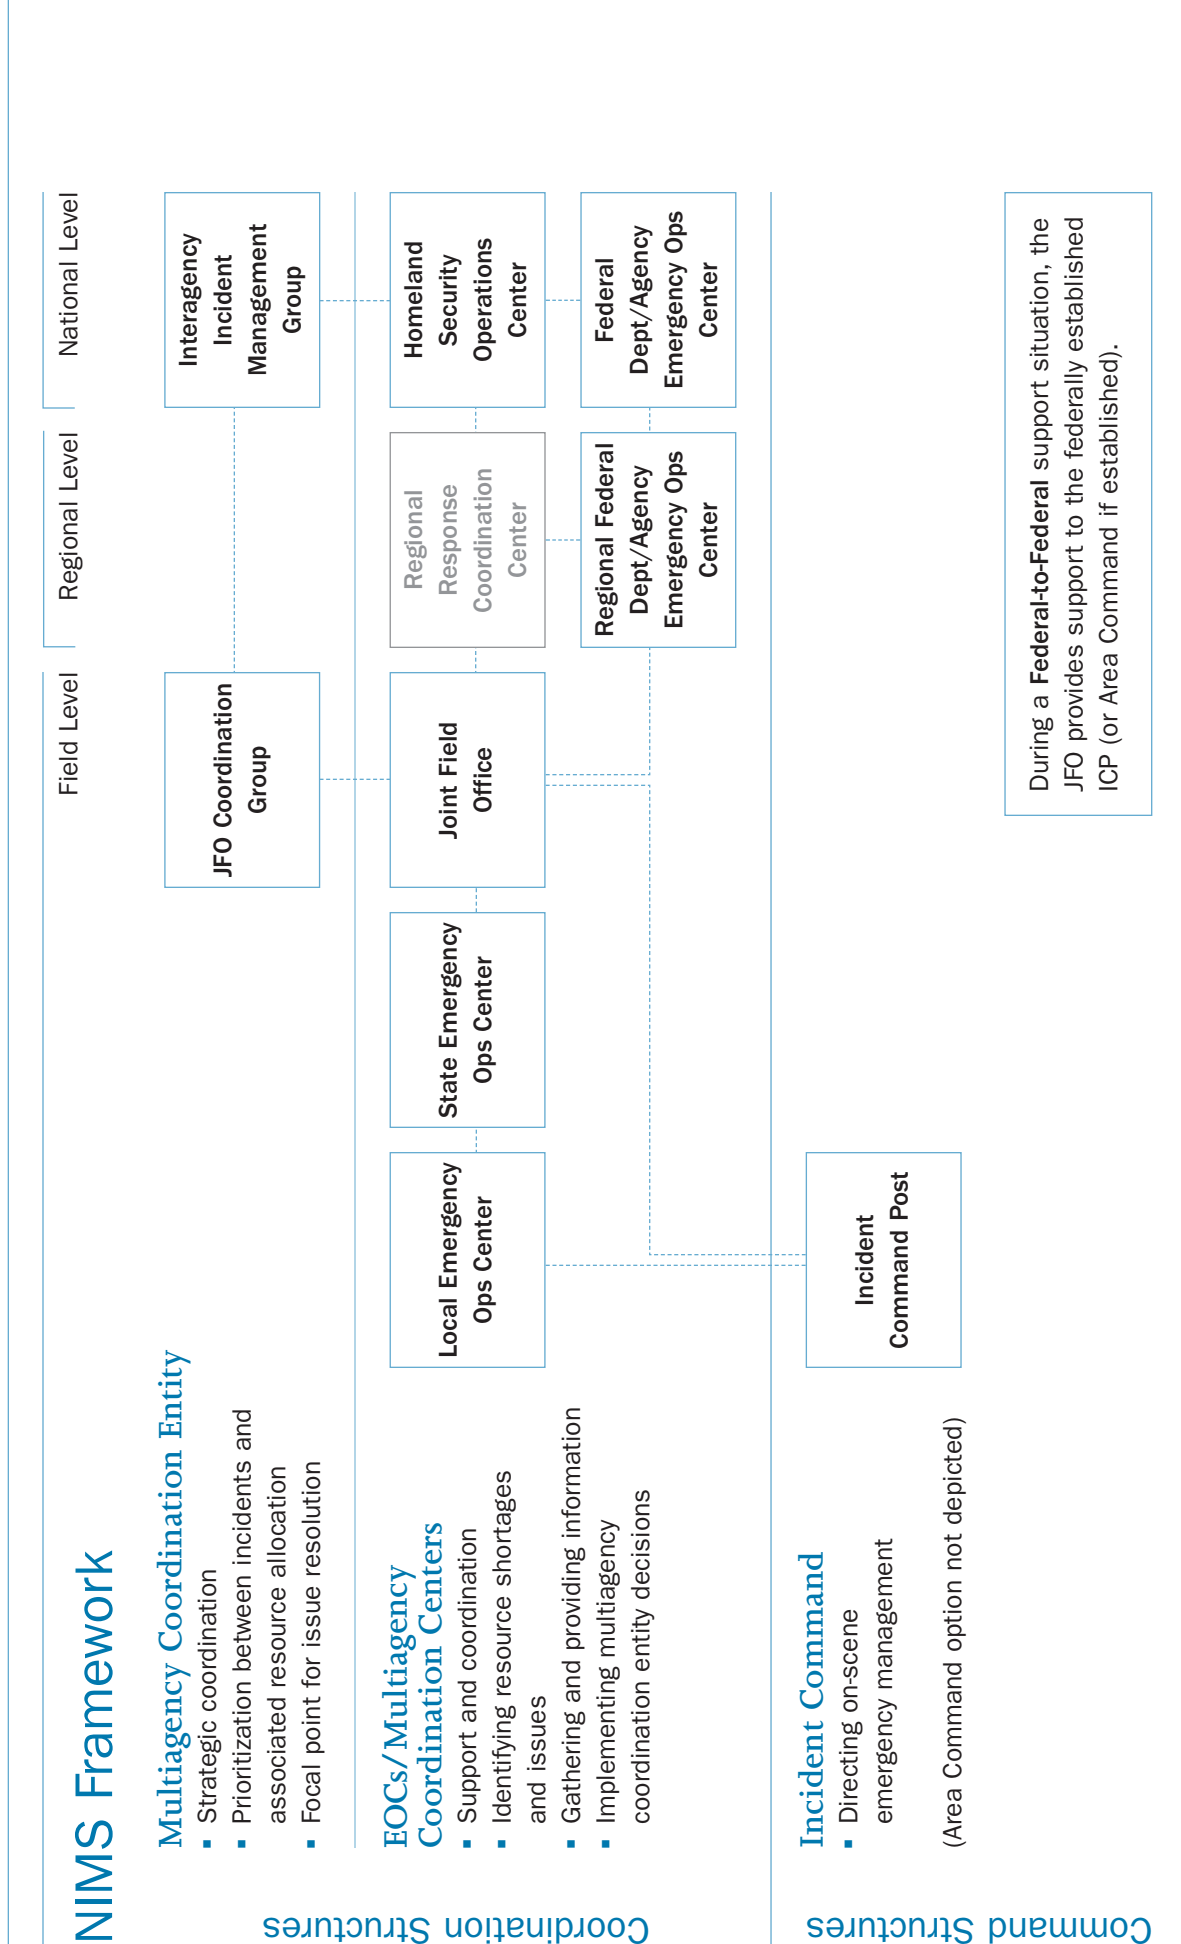 NIMS Framework
Field Level
Regional Level
National Level
Coordination Structures
Multiagency Coordination Entity
▪ Strategic coordination
▪ Prioritization between incidents and
associated resource allocation
▪ Focal point for issue resolution
JFO Coordination
Group
Interagency
Incident
Management
Group
EOCs/Multiagency
Coordination Centers
▪ Support and coordination
▪ Identifying resource shortages
and issues
▪ Gathering and providing information
▪ Implementing multiagency
coordination entity decisions
Local Emergency
Ops Center
State Emergency
Ops Center
Joint Field
Office
Regional
Response
Coordination
Center
Homeland
Security
Operations
Center
Regional Federal
Dept/Agency
Emergency Ops
Center
Federal
Dept/Agency
Emergency Ops
Center
Command Structures
Incident Command
▪ Directing on-scene
emergency management
(Area Command option not depicted)
Incident
Command Post
During a Federal-to-Federal support situation, the
JFO provides support to the federally established
ICP (or Area Command if established).